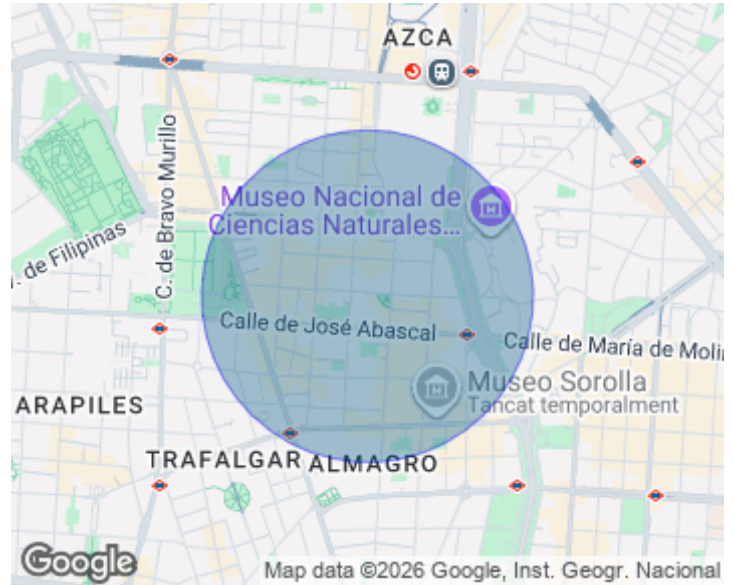 AZCA
C. de Bravo Murillo
Museo Nacional de
Ciencias Naturales...
. de Filipinas
Calle de José Abascal
Calle de María de Molin
Museo Sorolla
Tancat temporalment
ARAPILES
TRAFALGAR
ALMAGRO
Google
Map data ©2026 Google, Inst. Geogr. Nacional